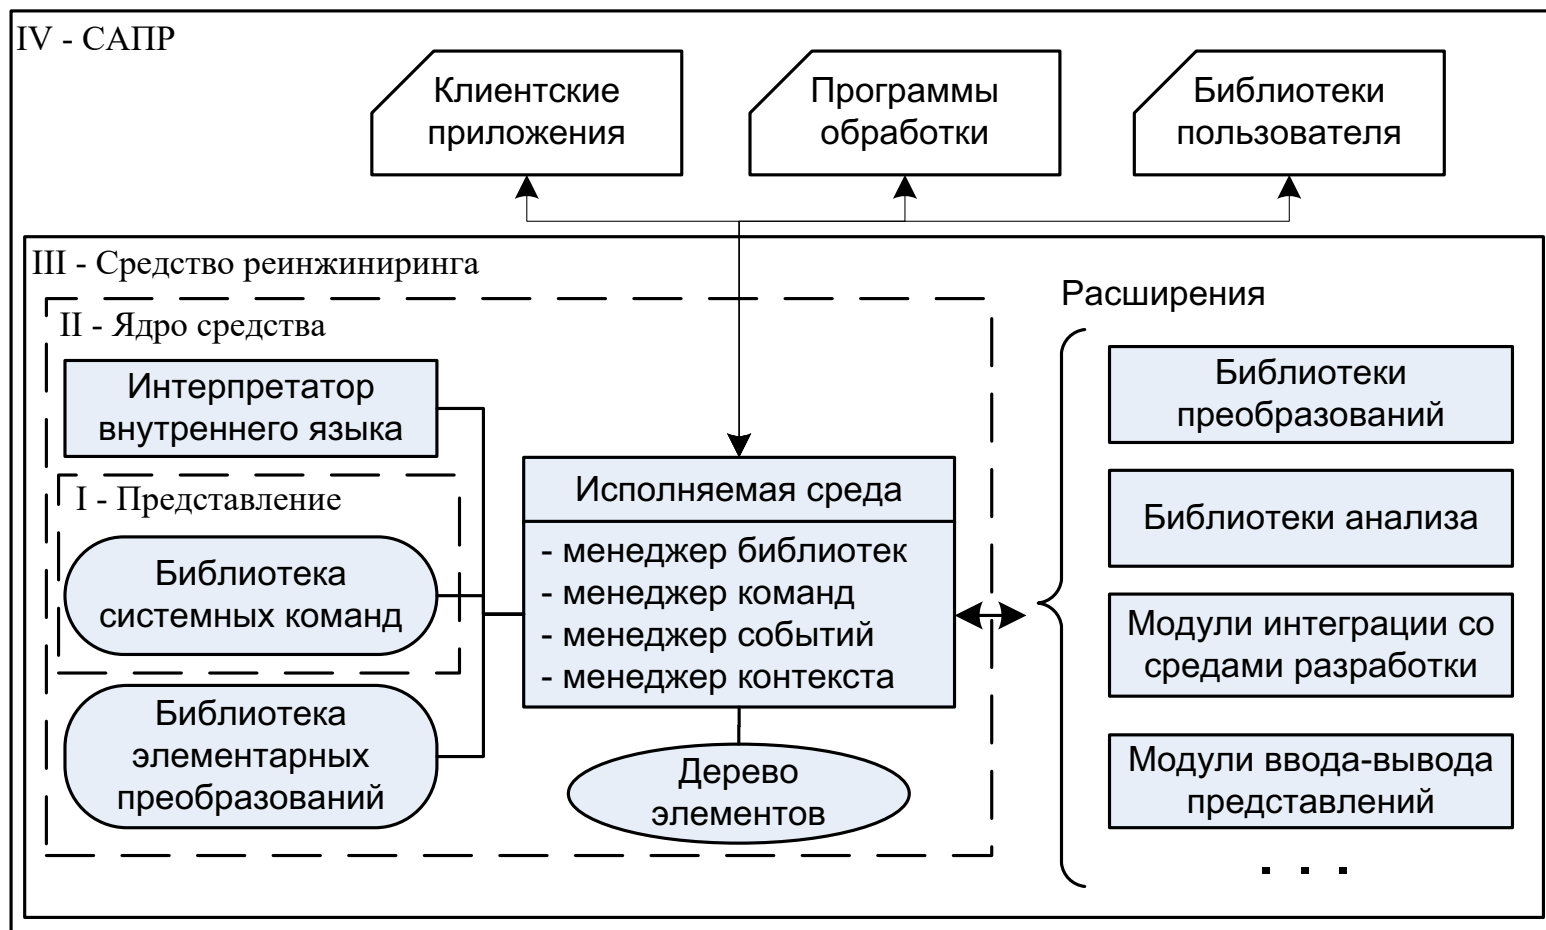 IV - САПР
Клиентские
приложения
Программы
обработки
Библиотеки
пользователя
III - Средство реинжиниринга
II - Ядро средства
Интерпретатор
внутреннего языка
I - Представление
Библиотека
системных команд
Библиотека
элементарных
преобразований
Исполняемая среда
- менеджер библиотек
- менеджер команд
- менеджер событий
- менеджер контекста
Дерево
элементов
Расширения
Библиотеки
преобразований
Библиотеки анализа
Модули интеграции со
средами разработки
Модули ввода-вывода
представлений
. . .